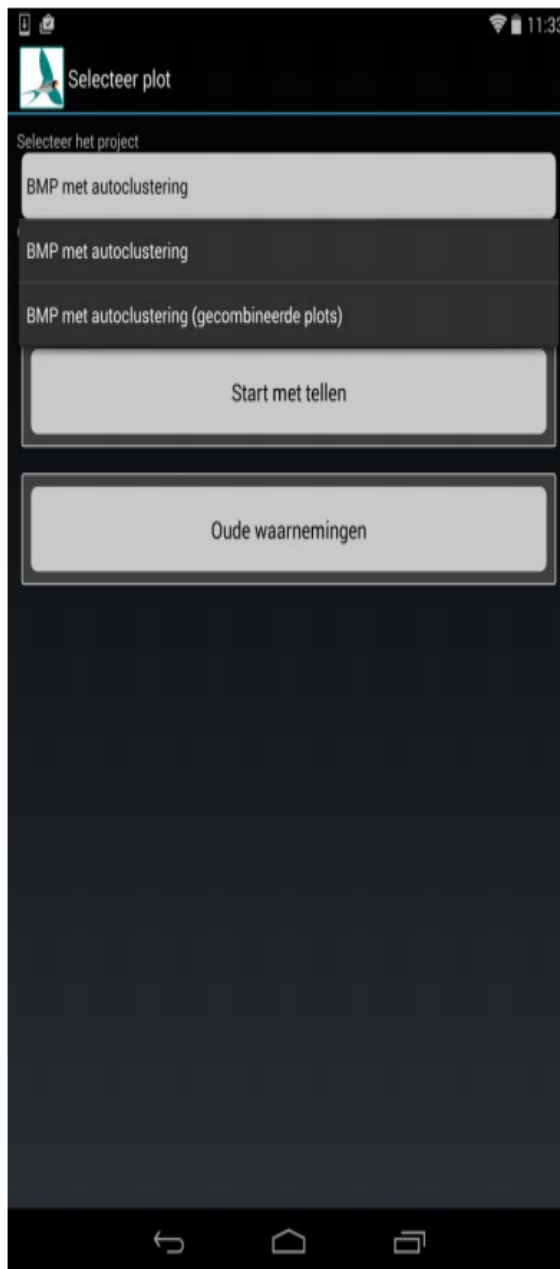 11:33
Selecteer plot
Selecteer het project
BMP met autoclustering
BMP met autoclustering
BMP met autoclustering (gecombineerde plots)
Start met tellen
Oude waarnemingen